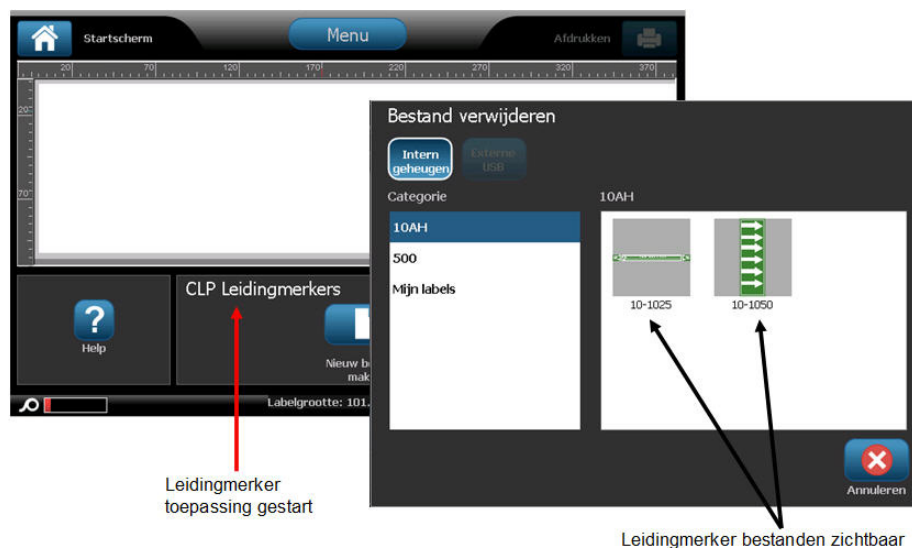 Startscherm
Menu
Afdrukken
20 70 120 170 220 270 320 370
20
70
Bestand verwijderen
Intern geheugen
Externe USB
Categorie
10AH
10AH
500
Mijn labels
10-1025
10-1050
CLP Leidingmerkers
?
Help
Nieuw b
mak
Labelgrootte: 101.
Annuleren
Leidingmerker
toepassing gestart
Leidingmerker bestanden zichtbaar